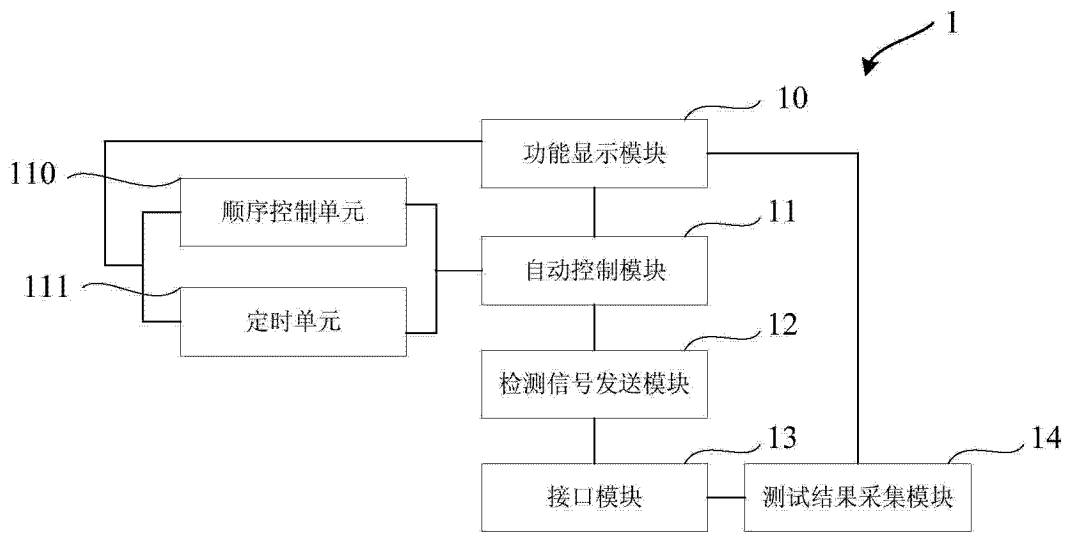 1
10
功能显示模块
110
顺序控制单元
11
自动控制模块
111
定时单元
12
检测信号发送模块
13
接口模块
14
测试结果采集模块